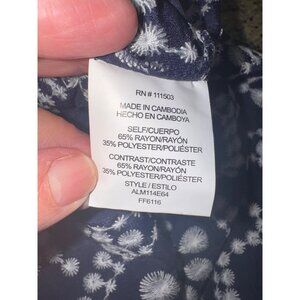 RN # 111503
MADE IN CAMBODIA
HECHO EN CAMBOYA
SELF/CUERPO
65% RAYON/RAYÓN
35% POLYESTER/POLIÉSTER
CONTRAST/CONTRASTE
65% RAYON/RAYÓN
35% POLYESTER/POLIÉSTER
STYLE / ESTILO
ALM114E64
FF6116